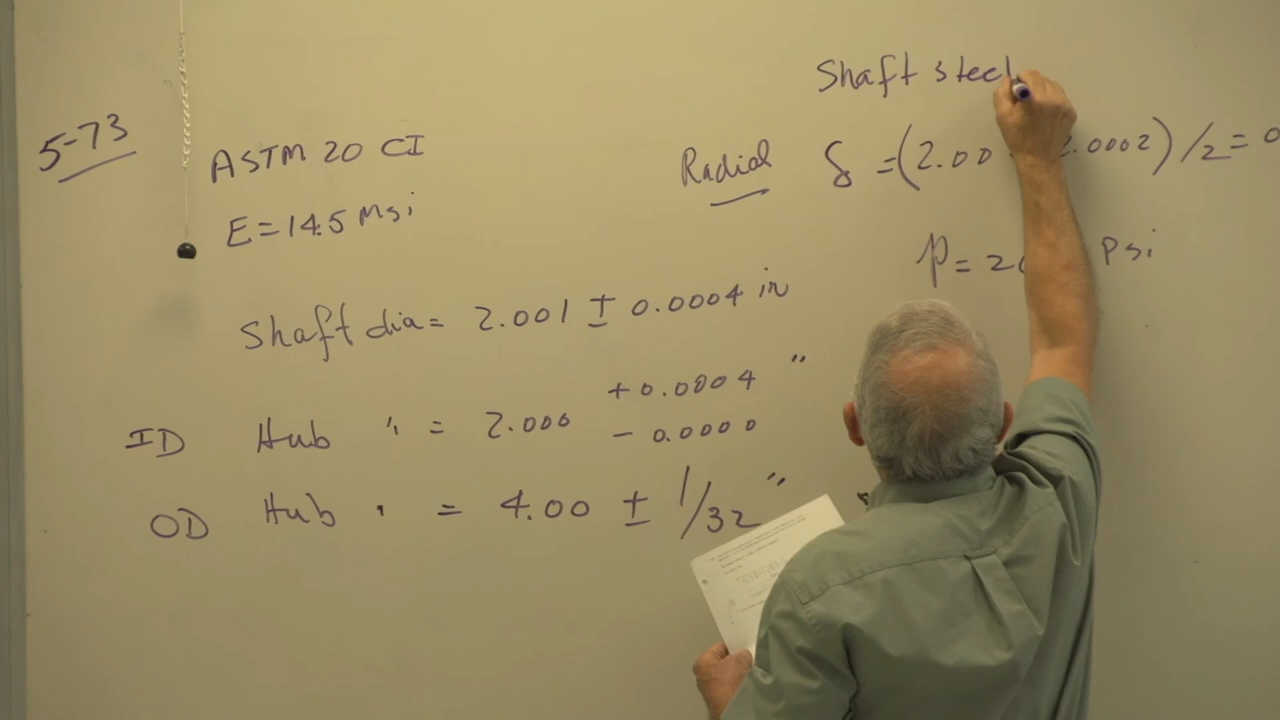 5-73
ASTM 20 CI
E = 14.5 Msi
Shaft dia = 2.001 ± 0.0004 in
ID Hub " = 2.000 +0.0004 - 0.0000 "
OD Hub " = 4.00 ± 1/32 "
Shaft steel
Radial δ = (2.00 2.0002)/2 = 0
p = 2 psi